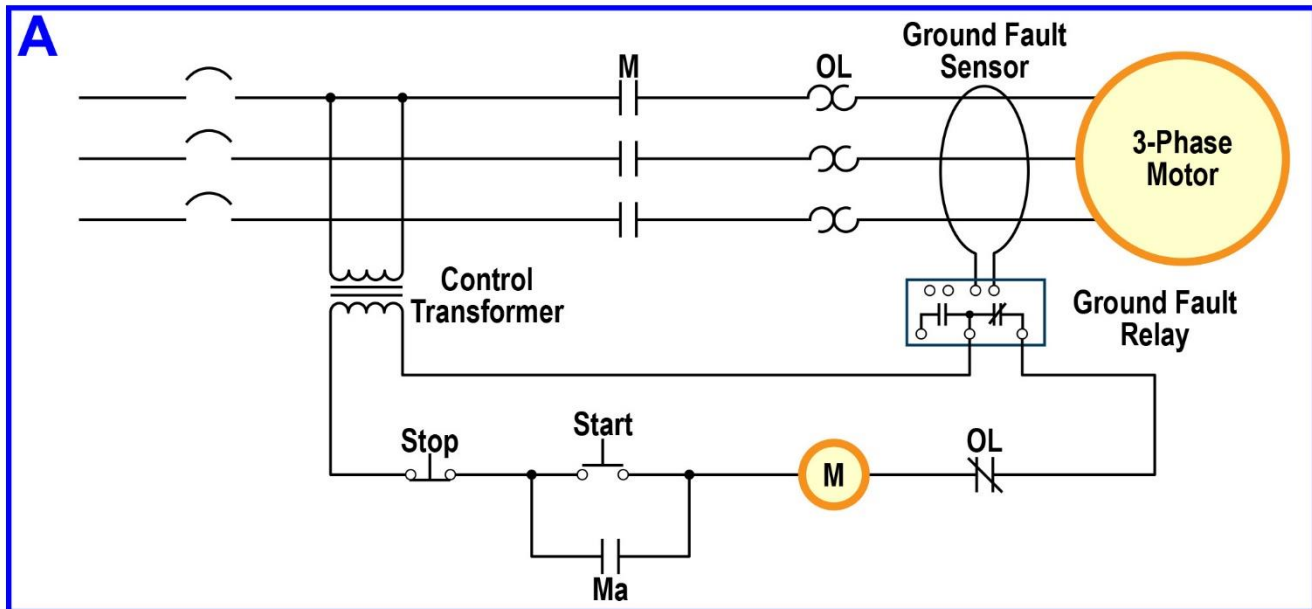 A
Ground Fault
Sensor
M
OL
3-Phase
Motor
Control
Transformer
Ground Fault
Relay
Stop
Start
M
OL
Ma